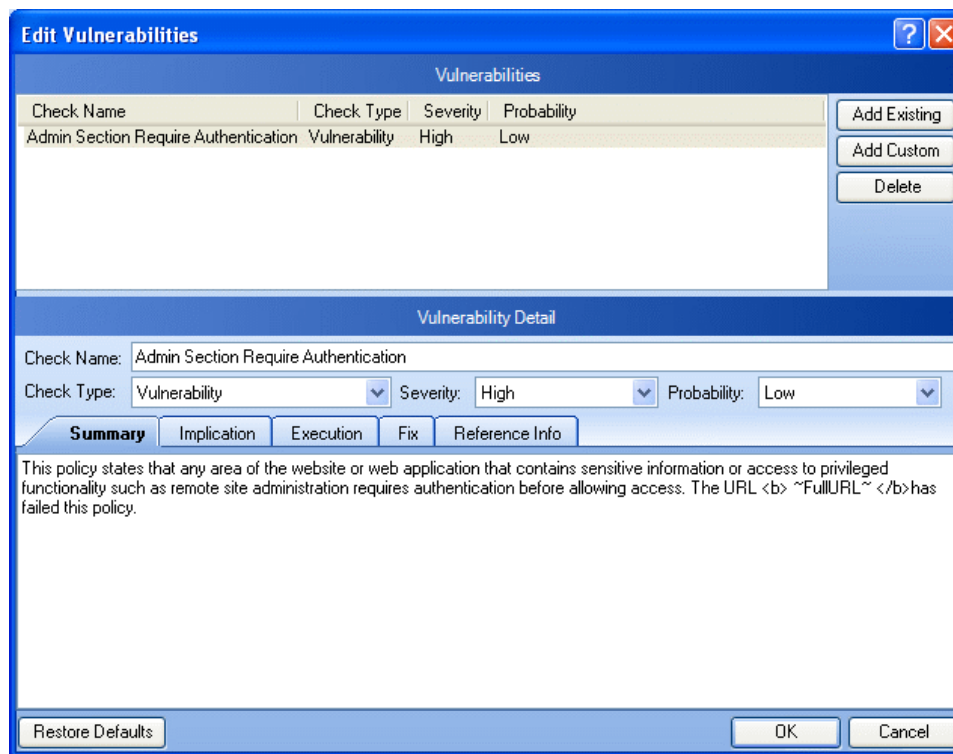 Edit Vulnerabilities
?
Vulnerabilities
Check Name Check Type Severity Probability
Admin Section Require Authentication Vulnerability High Low
Add Existing
Add Custom
Delete
Vulnerability Detail
Check Name: Admin Section Require Authentication
Check Type: Vulnerability Severity: High Probability: Low
Summary Implication Execution Fix Reference Info
This policy states that any area of the website or web application that contains sensitive information or access to privileged
functionality such as remote site administration requires authentication before allowing access. The URL <b> ~FullURL~ </b>has
failed this policy.
Restore Defaults OK Cancel